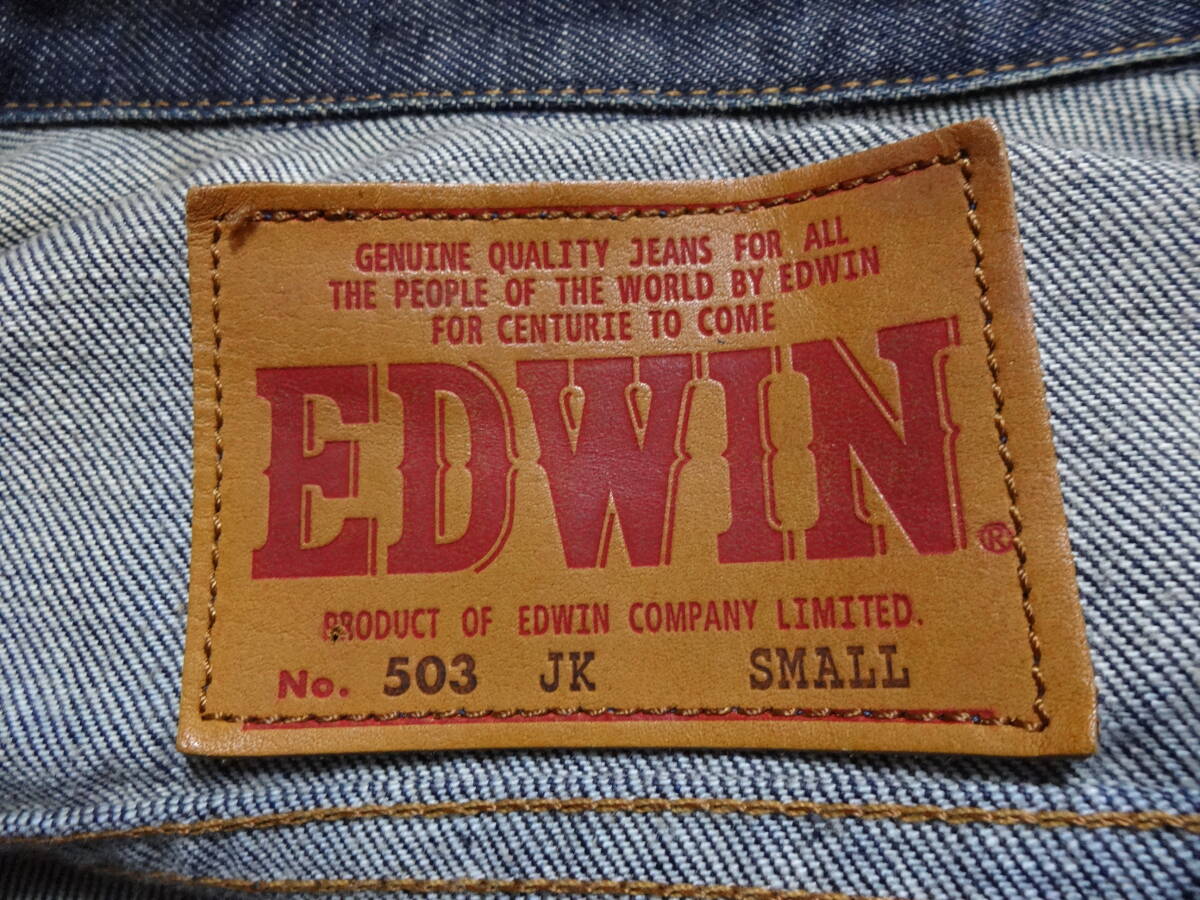 GENUINE QUALITY JEANS FOR ALL
THE PEOPLE OF THE WORLD BY EDWIN
FOR CENTURIE TO COME
EDWIN®
PRODUCT OF EDWIN COMPANY LIMITED.
No. 503 JK SMALL